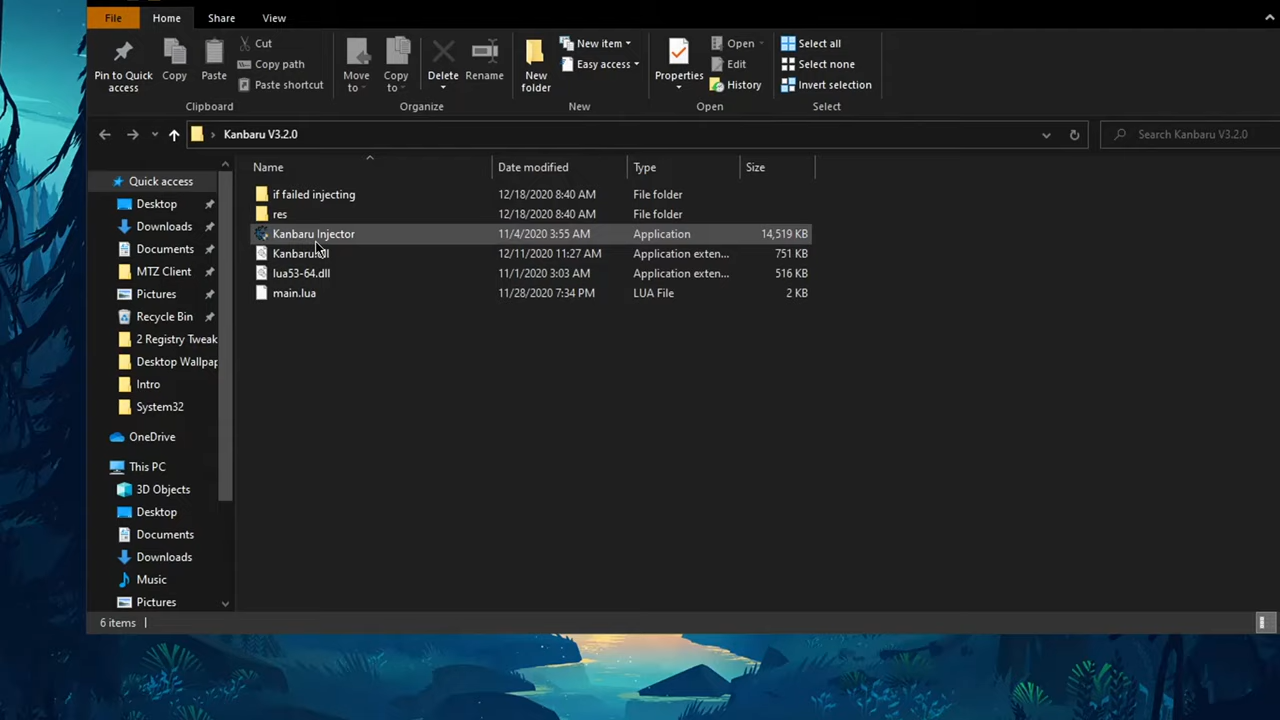 File Home Share View
Pin to Quick access
Copy
Paste
Cut
Copy path
Paste shortcut
Move to
Copy to
Delete
Rename
New folder
New item
Easy access
Properties
Open
Edit
History
Select all
Select none
Invert selection
Clipboard Organize New Open Select
Kanbaru V3.2.0
Search Kanbaru V3.2.0
Name Date modified Type Size
if failed injecting 12/18/2020 8:40 AM File folder
res 12/18/2020 8:40 AM File folder
Kanbaru Injector 11/4/2020 3:55 AM Application 14,519 KB
12/11/2020 11:27 AM Application exten... 751 KB
lua53-64.dll 11/1/2020 3:03 AM Application exten... 516 KB
main.lua 11/28/2020 7:34 PM LUA File 2 KB
Quick access
Desktop
Downloads
Documents
MTZ Client
Pictures
Recycle Bin
2 Registry Tweak
Desktop Wallpap
Intro
System32
OneDrive
This PC
3D Objects
Desktop
Documents
Downloads
Music
Pictures
6 items